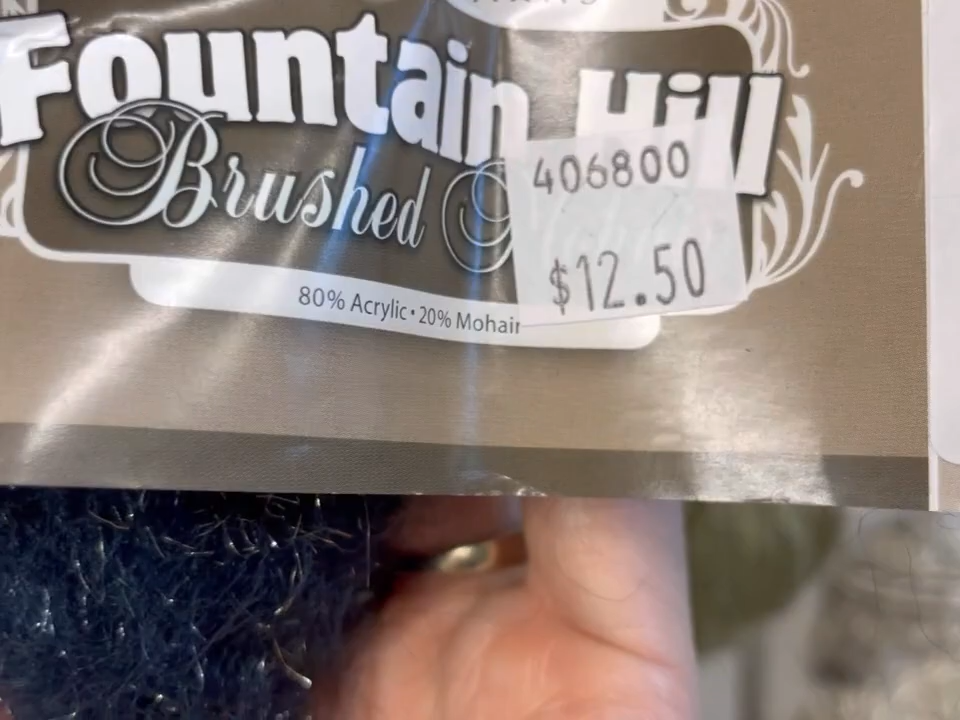 Fountain Hill
Brushed
406800
$12.50
80% Acrylic • 20% Mohair